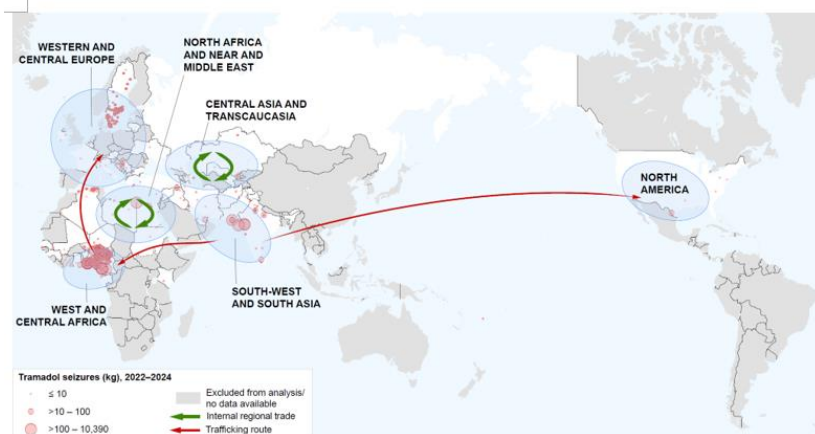 WESTERN AND
CENTRAL EUROPE
NORTH AFRICA
AND NEAR AND
MIDDLE EAST
CENTRAL ASIA AND
TRANSCAUCASIA
NORTH
AMERICA
SOUTH-WEST
AND SOUTH ASIA
WEST AND
CENTRAL AFRICA
Tramadol seizures (kg), 2022–2024
≤ 10
>10 – 100
>100 – 10,390
Excluded from analysis/
no data available
Internal regional trade
Trafficking route